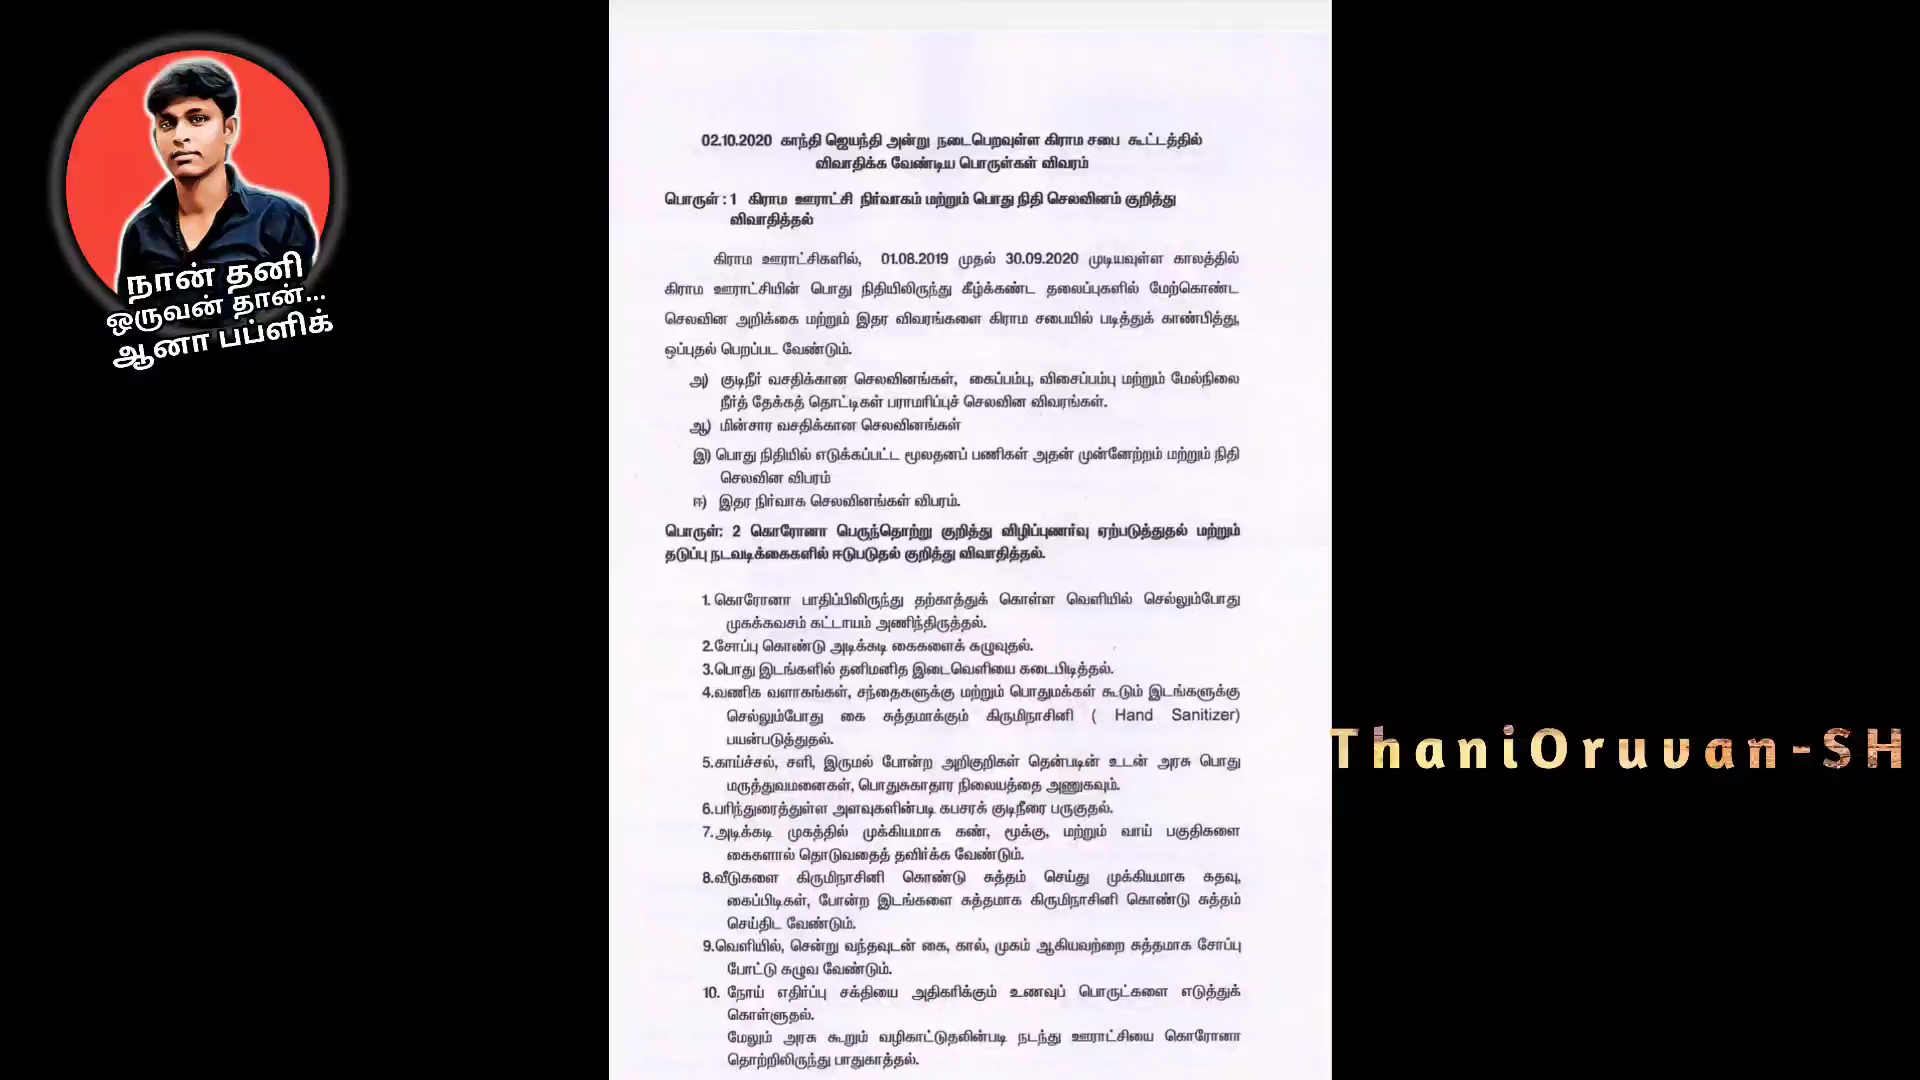 நான் தனி
ஒருவன் தான்...
ஆனா பப்ளிக்
02.10.2020 காந்தி ஜெயந்தி அன்று நடைபெறவுள்ள கிராம சபை கூட்டத்தில்
விவாதிக்க வேண்டிய பொருள்கள் விவரம்
பொருள் : 1 கிராம ஊராட்சி நிர்வாகம் மற்றும் பொது நிதி செலவினம் குறித்து
விவாதித்தல்
கிராம ஊராட்சிகளில், 01.08.2019 முதல் 30.09.2020 முடியவுள்ள காலத்தில்
கிராம ஊராட்சியின் பொது நிதியிலிருந்து கீழ்க்கண்ட தலைப்புகளில் மேற்கொண்ட
செலவின அறிக்கை மற்றும் இதர விவரங்களை கிராம சபையில் படித்துக் காண்பித்து,
ஒப்புதல் பெறப்பட வேண்டும்.
அ) குடிநீர் வசதிக்கான செலவினங்கள், கைப்பம்பு, விசைப்பம்பு மற்றும் மேல்நிலை
நீர்த் தேக்கத் தொட்டிகள் பராமரிப்புச் செலவின விவரங்கள்.
ஆ) மின்சார வசதிக்கான செலவினங்கள்
இ) பொது நிதியில் எடுக்கப்பட்ட மூலதனப் பணிகள் அதன் முன்னேற்றம் மற்றும் நிதி
செலவின விபரம்
ஈ) இதர நிர்வாக செலவினங்கள் விபரம்.
பொருள்: 2 கொரோனா பெருந்தொற்று குறித்து விழிப்புணர்வு ஏற்படுத்துதல் மற்றும்
தடுப்பு நடவடிக்கைகளில் ஈடுபடுதல் குறித்து விவாதித்தல்.
1. கொரோனா பாதிப்பிலிருந்து தற்காத்துக் கொள்ள வெளியில் செல்லும்போது
முகக்கவசம் கட்டாயம் அணிந்திருத்தல்.
2.சோப்பு கொண்டு அடிக்கடி கைகளைக் கழுவுதல்.
3.பொது இடங்களில் தனிமனித இடைவெளியை கடைபிடித்தல்.
4.வணிக வளாகங்கள், சந்தைகளுக்கு மற்றும் பொதுமக்கள் கூடும் இடங்களுக்கு
செல்லும்போது கை சுத்தமாக்கும் கிருமிநாசினி ( Hand Sanitizer)
பயன்படுத்துதல்.
5.காய்ச்சல், சளி, இருமல் போன்ற அறிகுறிகள் தென்படின் உடன் அரசு பொது
மருத்துவமனைகள், பொதுசுகாதார நிலையத்தை அணுகவும்.
6.பரிந்துரைத்துள்ள அளவுகளின்படி கபசரக் குடிநீரை பருகுதல்.
7.அடிக்கடி முகத்தில் முக்கியமாக கண், மூக்கு, மற்றும் வாய் பகுதிகளை
கைகளால் தொடுவதைத் தவிர்க்க வேண்டும்.
8.வீடுகளை கிருமிநாசினி கொண்டு சுத்தம் செய்து முக்கியமாக கதவு,
கைப்பிடிகள், போன்ற இடங்களை சுத்தமாக கிருமிநாசினி கொண்டு சுத்தம்
செய்திட வேண்டும்.
9.வெளியில், சென்று வந்தவுடன் கை, கால், முகம் ஆகியவற்றை சுத்தமாக சோப்பு
போட்டு கழுவ வேண்டும்.
10. நோய் எதிர்ப்பு சக்தியை அதிகரிக்கும் உணவுப் பொருட்களை எடுத்துக்
கொள்ளுதல்.
மேலும் அரசு கூறும் வழிகாட்டுதலின்படி நடந்து ஊராட்சியை கொரோனா
தொற்றிலிருந்து பாதுகாத்தல்.
ThaniOruvan-SH